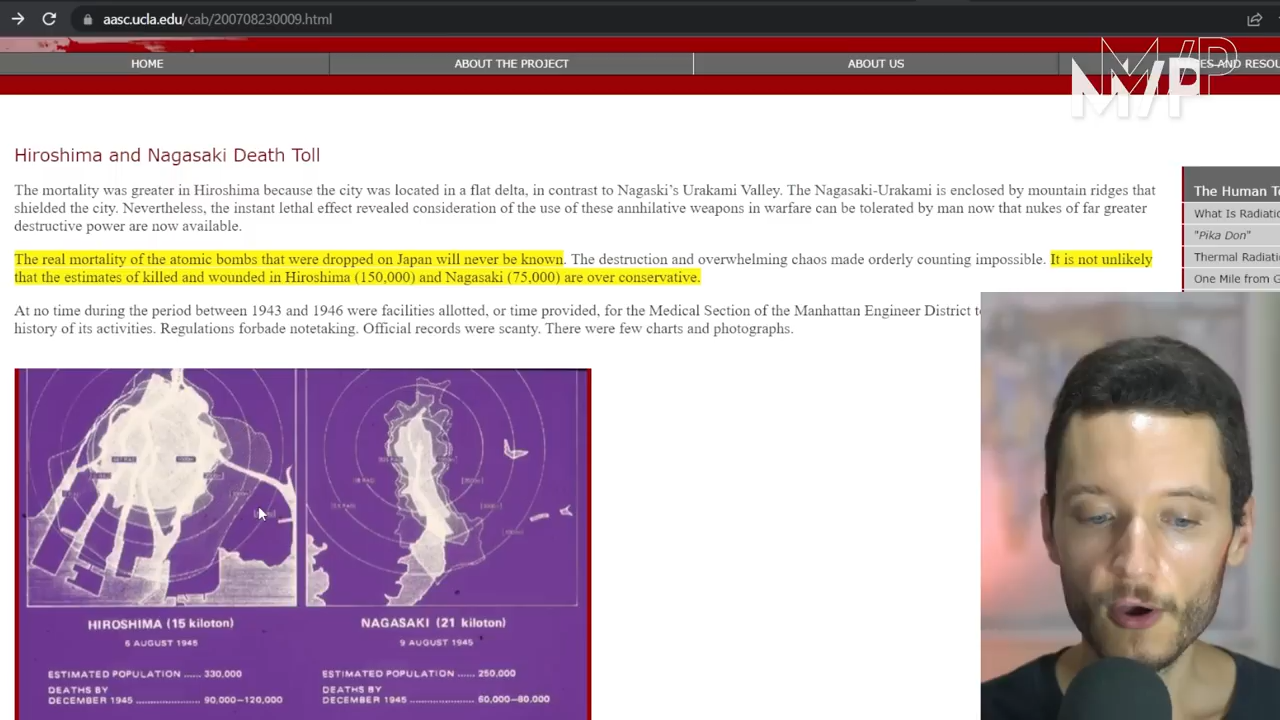 aasc.ucla.edu/cab/200708230009.html
M/P
HOME
ABOUT THE PROJECT
ABOUT US
ES AND RESOU
Hiroshima and Nagasaki Death Toll
The mortality was greater in Hiroshima because the city was located in a flat delta, in contrast to Nagaski's Urakami Valley. The Nagasaki-Urakami is enclosed by mountain ridges that
shielded the city. Nevertheless, the instant lethal effect revealed consideration of the use of these annhilative weapons in warfare can be tolerated by man now that nukes of far greater
destructive power are now available.
The real mortality of the atomic bombs that were dropped on Japan will never be known. The destruction and overwhelming chaos made orderly counting impossible. It is not unlikely
that the estimates of killed and wounded in Hiroshima (150,000) and Nagasaki (75,000) are over conservative.
At no time during the period between 1943 and 1946 were facilities allotted, or time provided, for the Medical Section of the Manhattan Engineer District
history of its activities. Regulations forbade notetaking. Official records were scanty. There were few charts and photographs.
The Human To
What Is Radiatio
"Pika Don"
Thermal Radiati
One Mile from G
HIROSHIMA (15 kiloton)
6 AUGUST 1945
ESTIMATED POPULATION ...... 330,000
DEATHS BY
DECEMBER 1945 .................. 90,000–120,000
NAGASAKI (21 kiloton)
9 AUGUST 1945
ESTIMATED POPULATION ...... 250,000
DEATHS BY
DECEMBER 1945 .................. 60,000–80,000